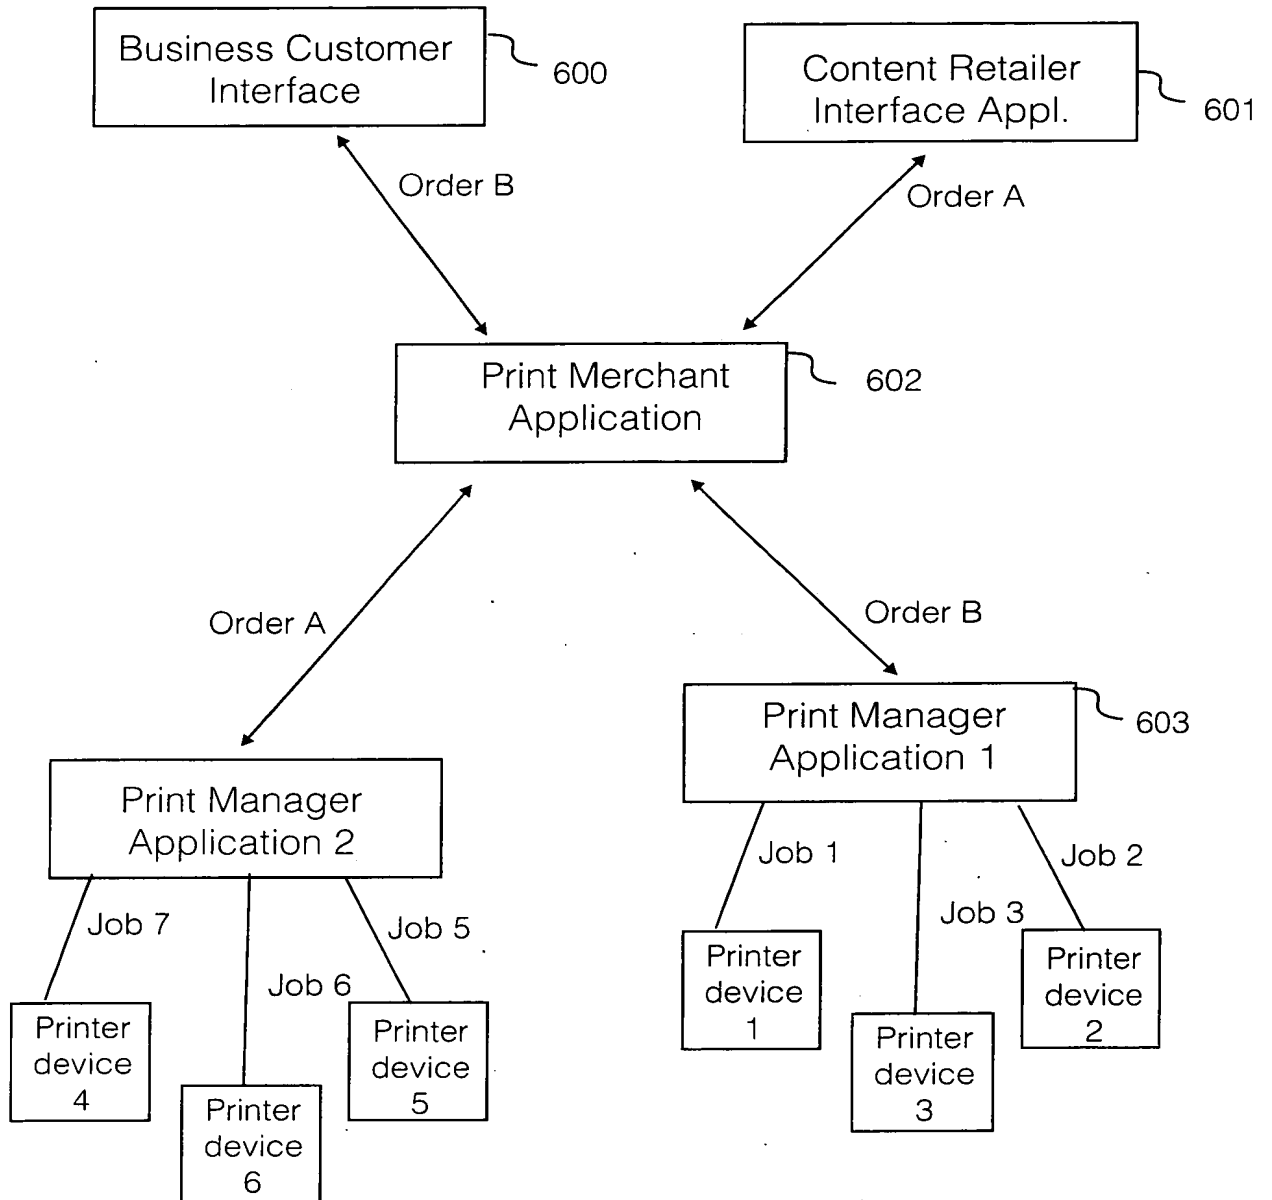 Business Customer
Interface
600
Content Retailer
Interface Appl.
601
Order B
Order A
Print Merchant
Application
602
Order A
Order B
Print Manager
Application 1
603
Print Manager
Application 2
Job 1
Job 2
Job 3
Job 7
Job 5
Job 6
Printer
device
1
Printer
device
2
Printer
device
3
Printer
device
4
Printer
device
5
Printer
device
6